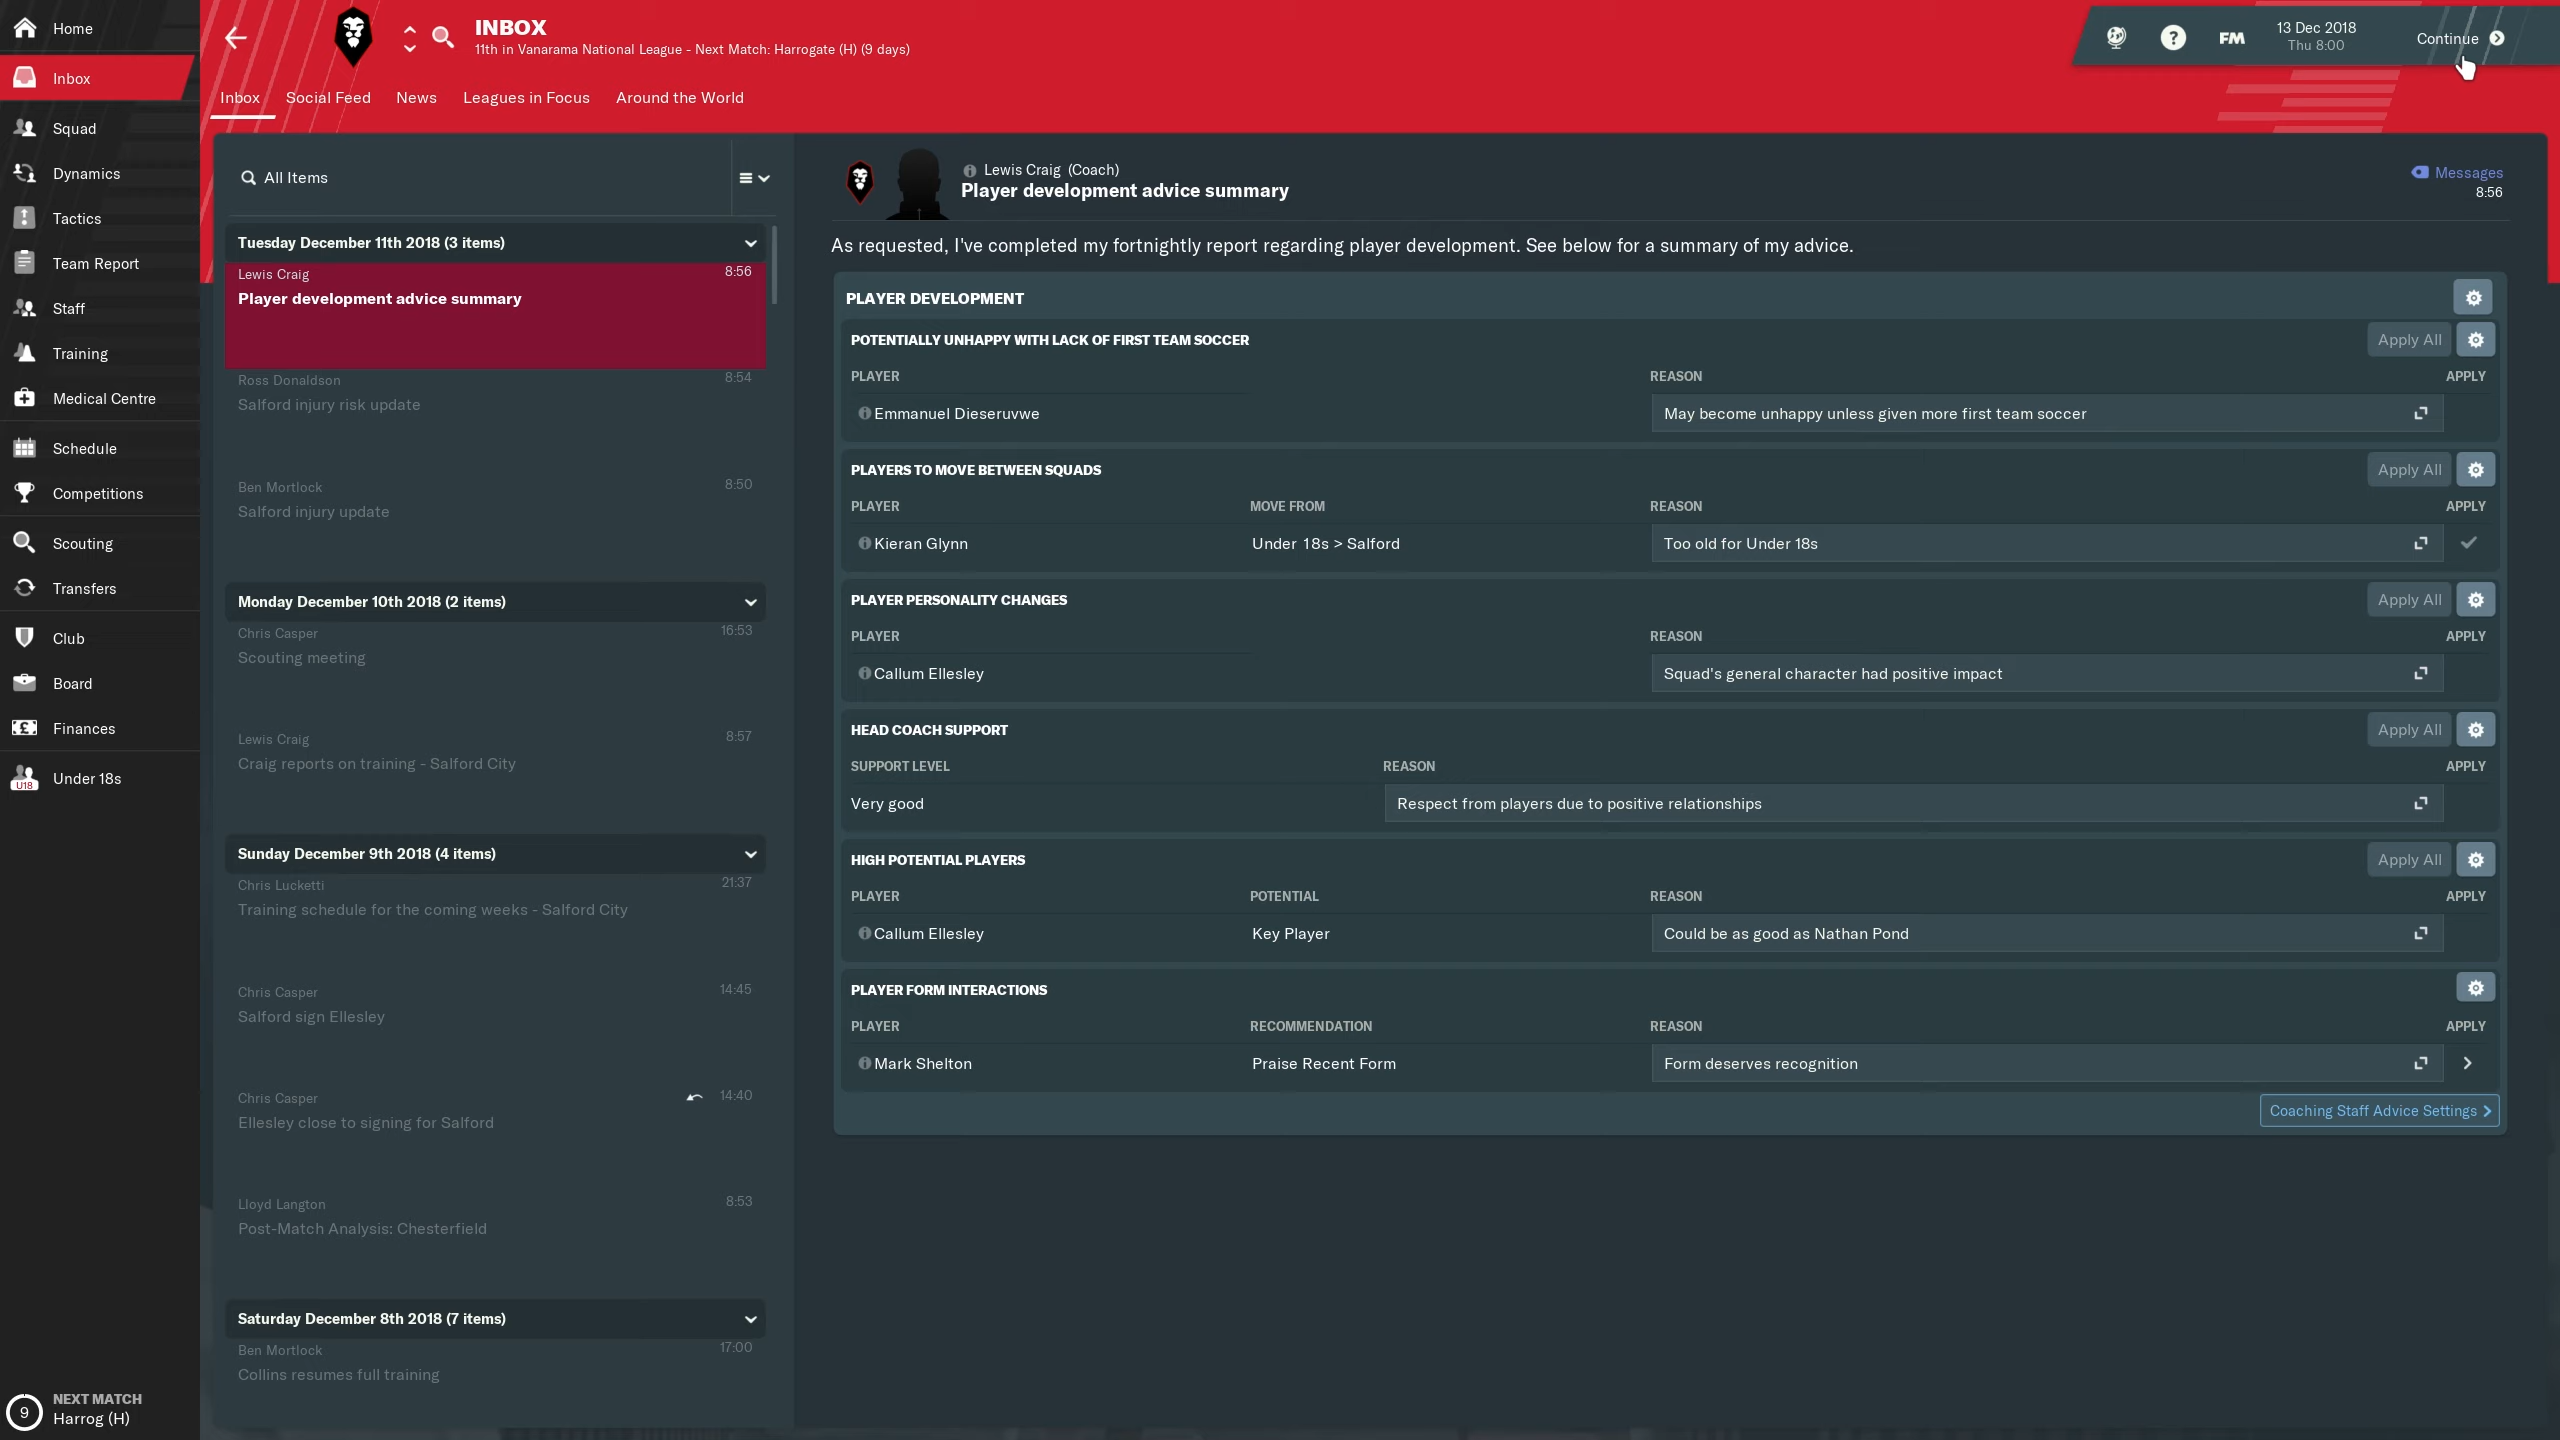 Home
Inbox
Squad
Dynamics
Tactics
Team Report
Staff
Training
Medical Centre
Schedule
Competitions
Scouting
Transfers
Club
Board
Finances
U18
Under 18s
9
NEXT MATCH
Harrog (H)
INBOX
11th in Vanarama National League - Next Match: Harrogate (H) (9 days)
?
FM
13 Dec 2018
Thu 8:00
Continue
Inbox
Social Feed
News
Leagues in Focus
Around the World
All Items
Tuesday December 11th 2018 (3 items)
Lewis Craig 8:56
Player development advice summary
Ross Donaldson 8:54
Salford injury risk update
Ben Mortlock 8:50
Salford injury update
Monday December 10th 2018 (2 items)
Chris Casper 16:53
Scouting meeting
Lewis Craig 8:57
Craig reports on training - Salford City
Sunday December 9th 2018 (4 items)
Chris Lucketti 21:37
Training schedule for the coming weeks - Salford City
Chris Casper 14:45
Salford sign Ellesley
Chris Casper 14:40
Ellesley close to signing for Salford
Lloyd Langton 8:53
Post-Match Analysis: Chesterfield
Saturday December 8th 2018 (7 items)
Ben Mortlock 17:00
Collins resumes full training
Lewis Craig (Coach)
Player development advice summary
Messages
8:56
As requested, I've completed my fortnightly report regarding player development. See below for a summary of my advice.
PLAYER DEVELOPMENT
POTENTIALLY UNHAPPY WITH LACK OF FIRST TEAM SOCCER Apply All
PLAYER REASON APPLY
Emmanuel Dieseruvwe May become unhappy unless given more first team soccer
PLAYERS TO MOVE BETWEEN SQUADS Apply All
PLAYER MOVE FROM REASON APPLY
Kieran Glynn Under 18s > Salford Too old for Under 18s
PLAYER PERSONALITY CHANGES Apply All
PLAYER REASON APPLY
Callum Ellesley Squad's general character had positive impact
HEAD COACH SUPPORT Apply All
SUPPORT LEVEL REASON APPLY
Very good Respect from players due to positive relationships
HIGH POTENTIAL PLAYERS Apply All
PLAYER POTENTIAL REASON APPLY
Callum Ellesley Key Player Could be as good as Nathan Pond
PLAYER FORM INTERACTIONS
PLAYER RECOMMENDATION REASON APPLY
Mark Shelton Praise Recent Form Form deserves recognition
Coaching Staff Advice Settings